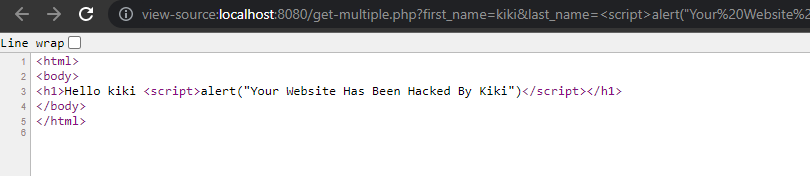 view-source:localhost:8080/get-multiple.php?first_name=kiki&last_name=<script>alert("Your%20Website%2
Line wrap
1 <html>
2 <body>
3 <h1>Hello kiki <script>alert("Your Website Has Been Hacked By Kiki")</script></h1>
4 </body>
5 </html>
6